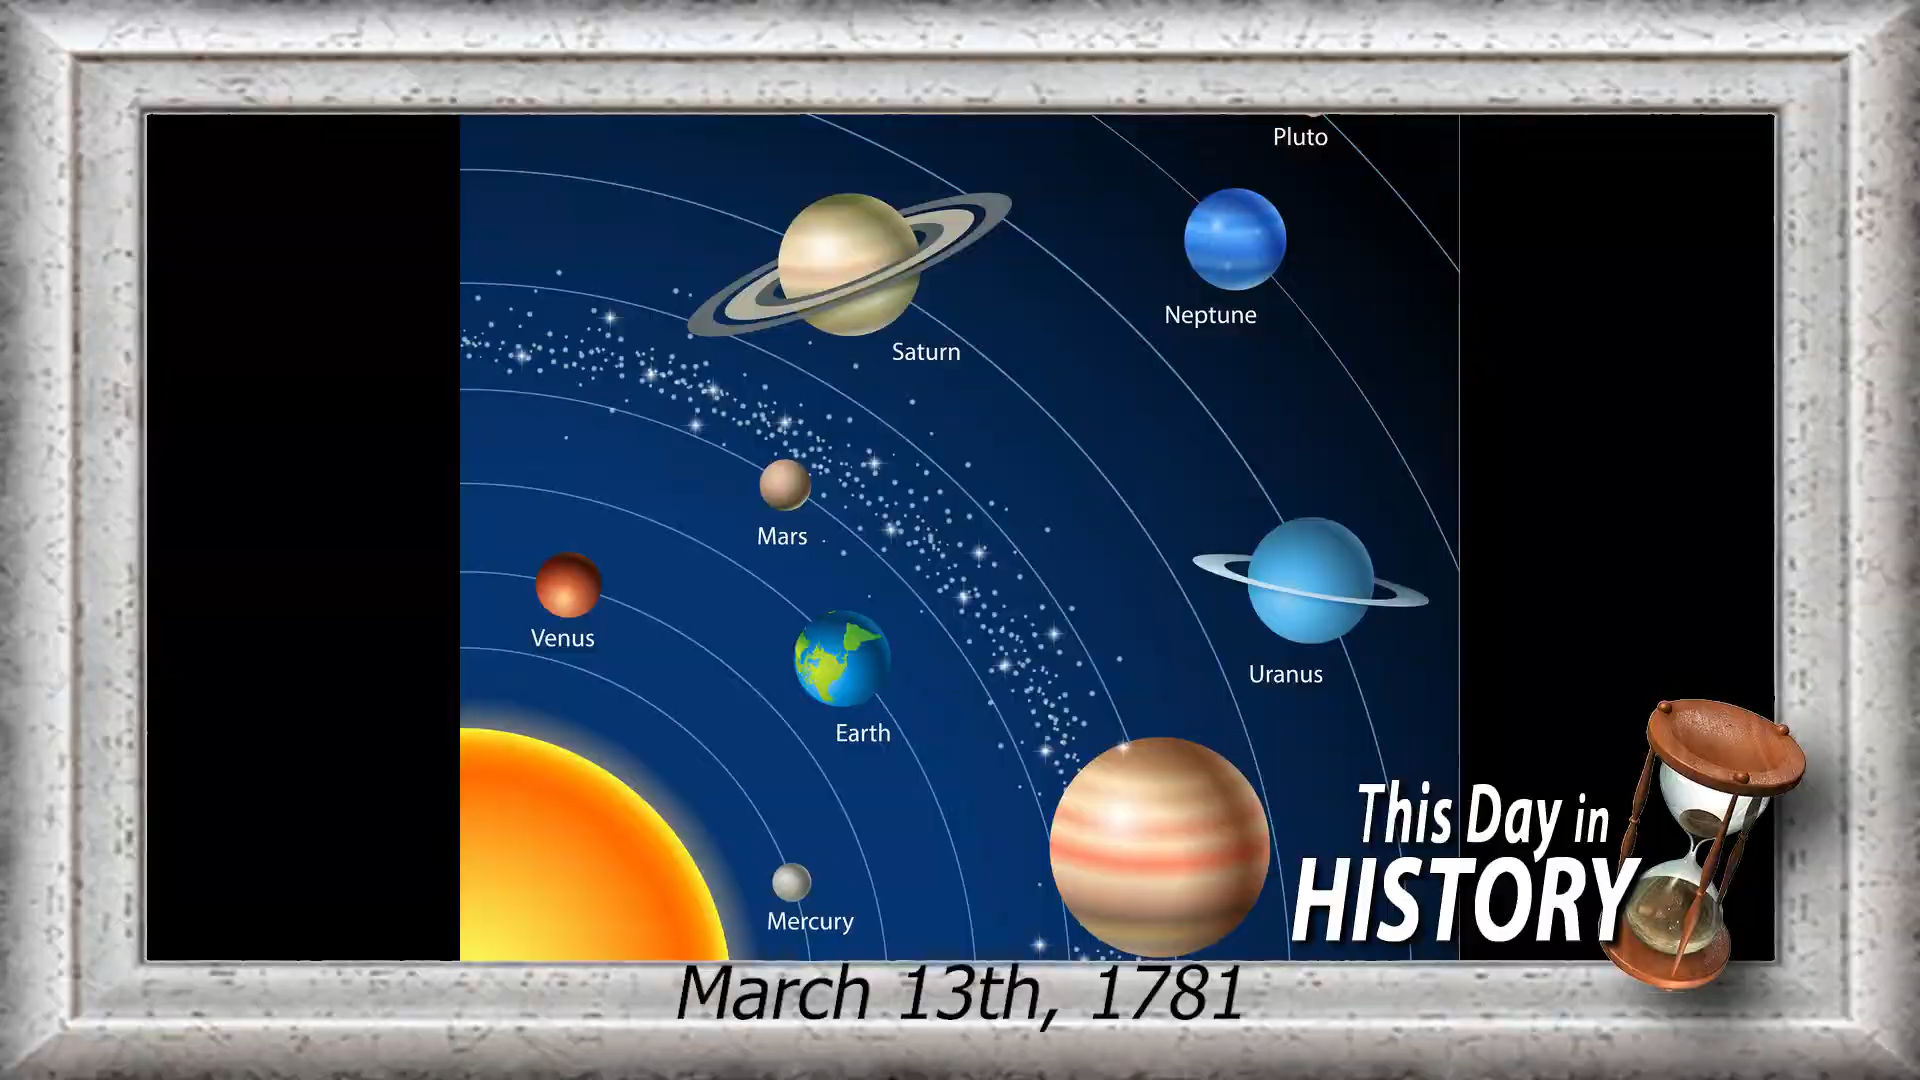 Pluto
Neptune
Saturn
Mars
Venus
Uranus
Earth
Mercury
This Day in
HISTORY
March 13th, 1781